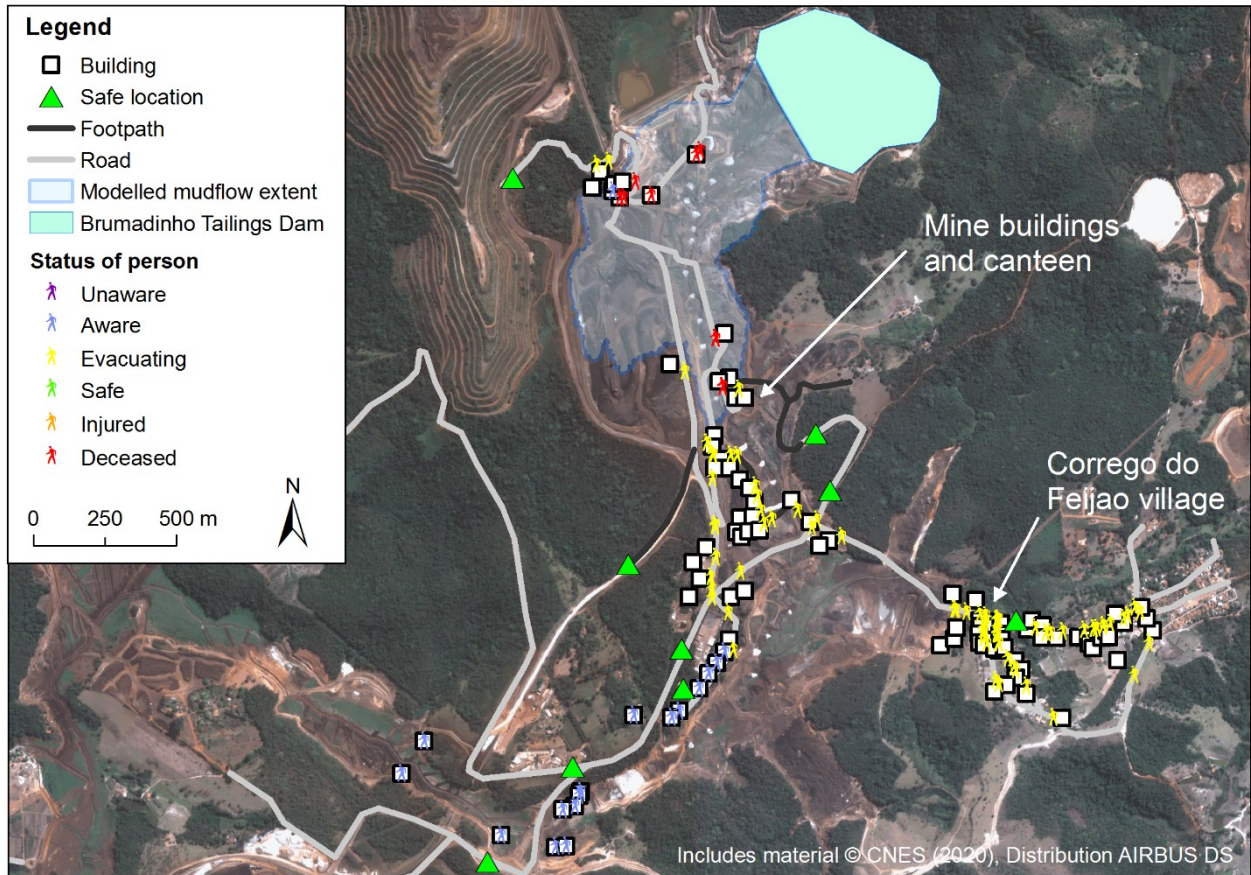 Legend
Building
Safe location
Footpath
Road
Modelled mudflow extent
Brumadinho Tailings Dam
Status of person
Unaware
Aware
Evacuating
Safe
Injured
Deceased
N
0 250 500 m
Mine buildings
and canteen
Corrego do
Feijao village
Includes material © CNES (2020), Distribution AIRBUS DS